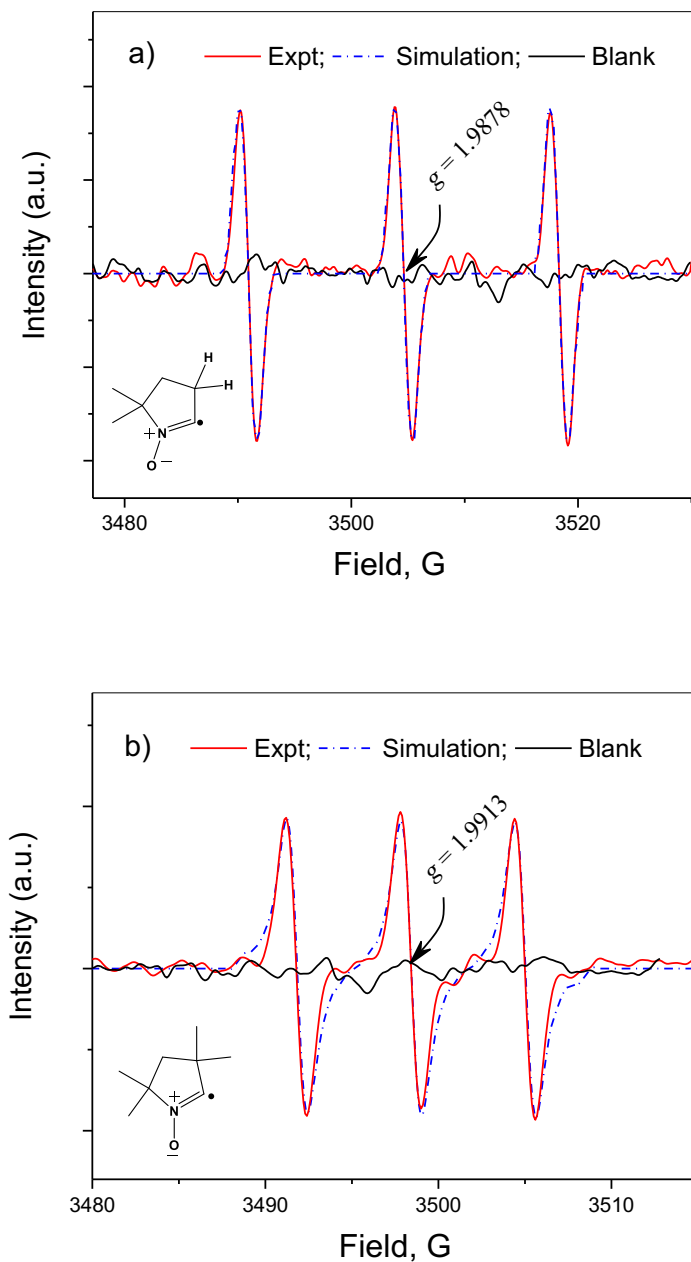 a) Expt; Simulation; Blank
g = 1.9878
Intensity (a.u.)
H
H
+
N
O
−
3480 3500 3520
Field, G
b) Expt; Simulation; Blank
g = 1.9913
Intensity (a.u.)
+
N
O
−
3480 3490 3500 3510
Field, G